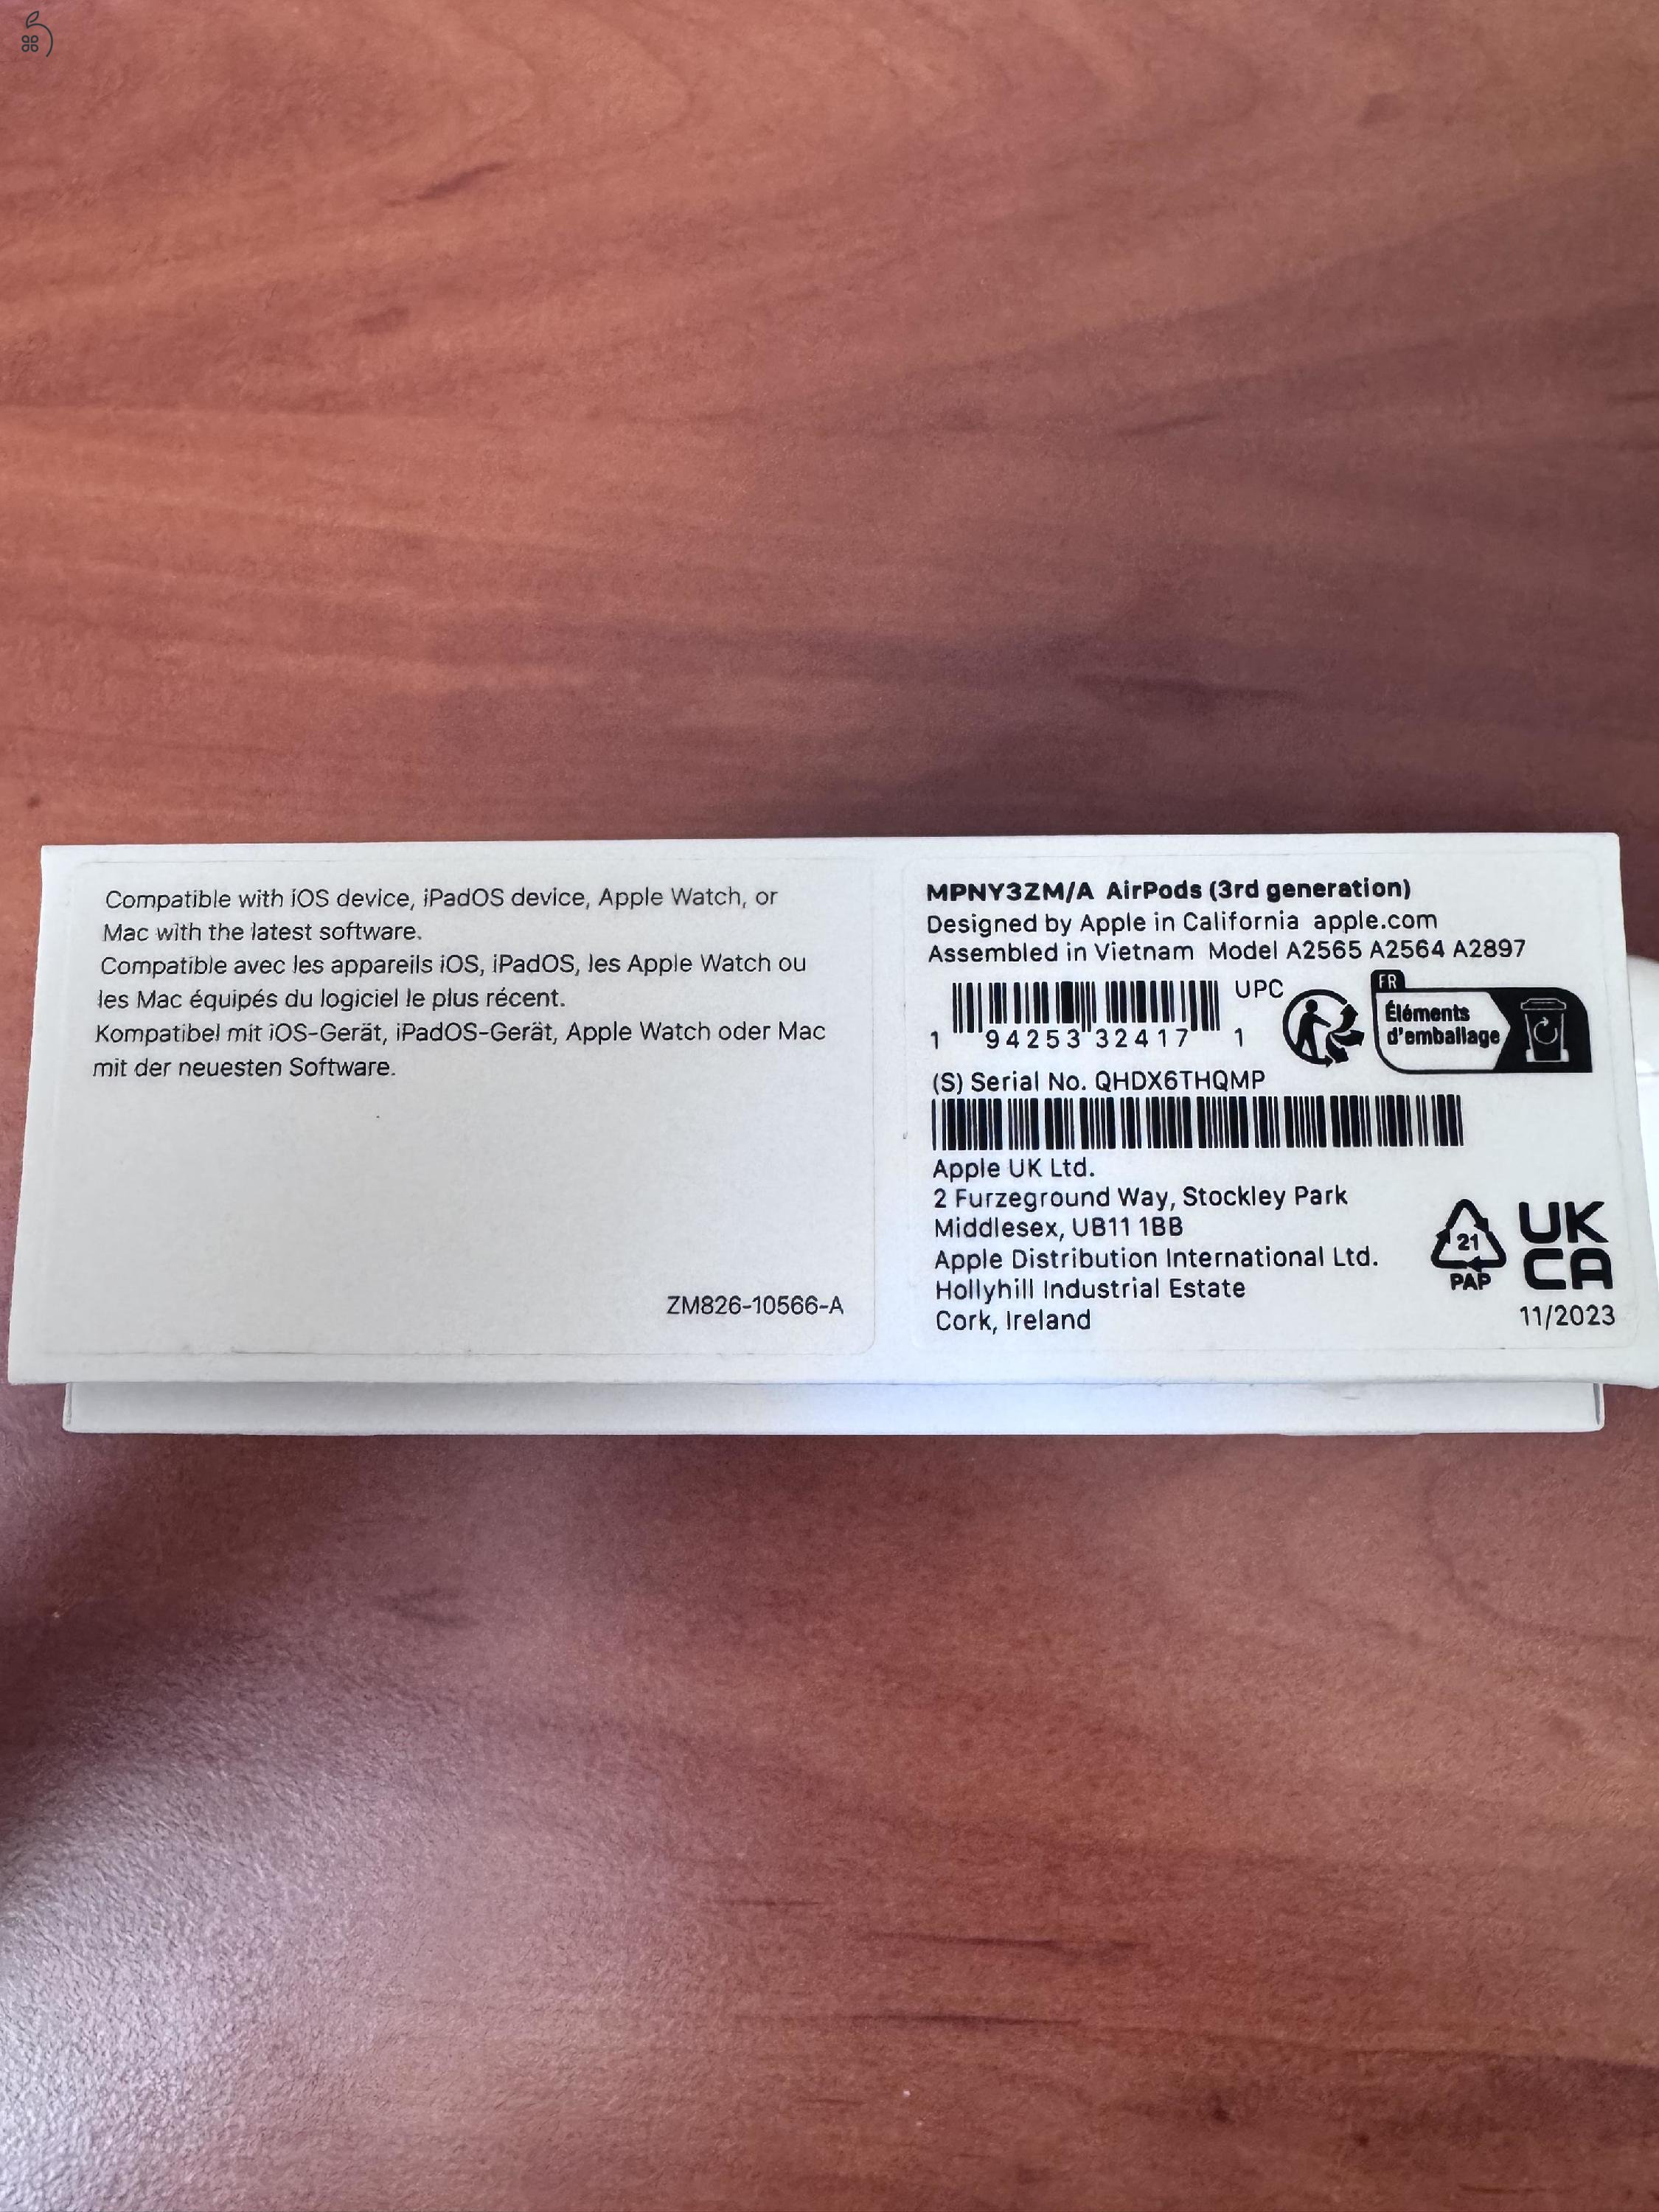 Compatible with iOS device, iPadOS device, Apple Watch, or
Mac with the latest software.
Compatible avec les appareils iOS, iPadOS, les Apple Watch ou
les Mac équipés du logiciel le plus récent.
Kompatibel mit iOS-Gerät, iPadOS-Gerät, Apple Watch oder Mac
mit der neuesten Software.
ZM826-10566-A
MPNY3ZM/A AirPods (3rd generation)
Designed by Apple in California apple.com
Assembled in Vietnam Model A2565 A2564 A2897
UPC
1 94253 32417 1
FR
Éléments
d'emballage
(S) Serial No. QHDX6THQMP
Apple UK Ltd.
2 Furzeground Way, Stockley Park
Middlesex, UB11 1BB
Apple Distribution International Ltd.
Hollyhill Industrial Estate
Cork, Ireland
21
PAP
UK
CA
11/2023